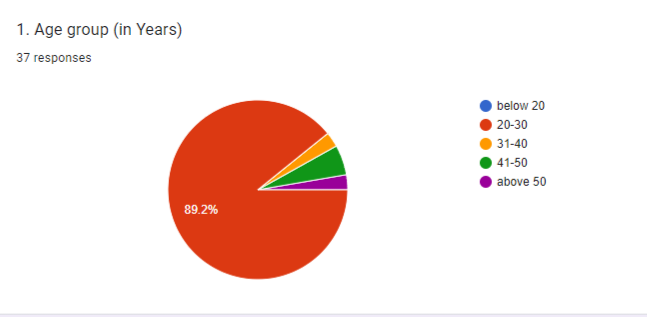 1. Age group (in Years)
37 responses
below 20
20-30
31-40
41-50
above 50
89.2%